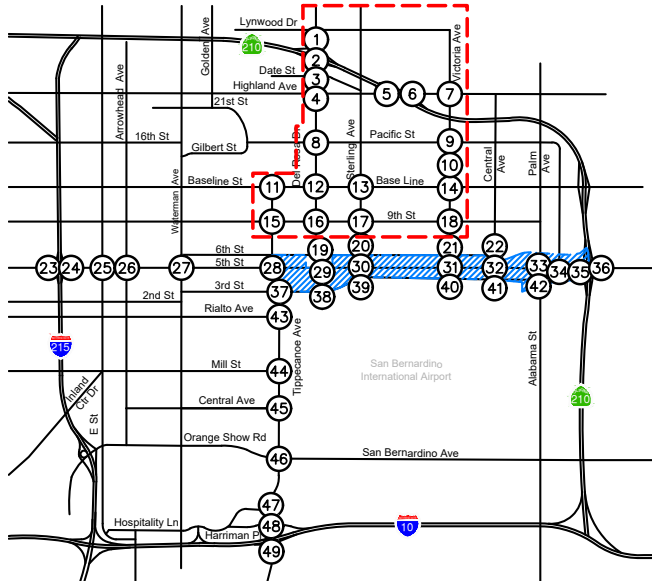 Lynwood Dr
1
Golden Ave
210
2
Arrowhead Ave
Date St
3
Victoria Ave
Highland Ave
4
5
6
7
21st St
16th St
Gilbert St
Del Rosa Dr
8
Sterling Ave
Pacific St
9
10
Central
Ave
Palm
Ave
Baseline St
11
12
13
Base Line
14
Waterman Ave
15
16
17
9th St
18
6th St
19
20
21
22
23
24
25
26
27
5th St
28
29
30
31
32
33
34
35
36
3rd St
37
38
39
40
41
42
2nd St
Rialto Ave
43
Tippecanoe Ave
215
Mill St
44
San Bernardino
International Airport
Alabama St
Inland
Ctr Dr
E St
Central Ave
45
210
Orange Show Rd
46
San Bernardino Ave
47
Hospitality Ln
48
10
Harriman Pl
49